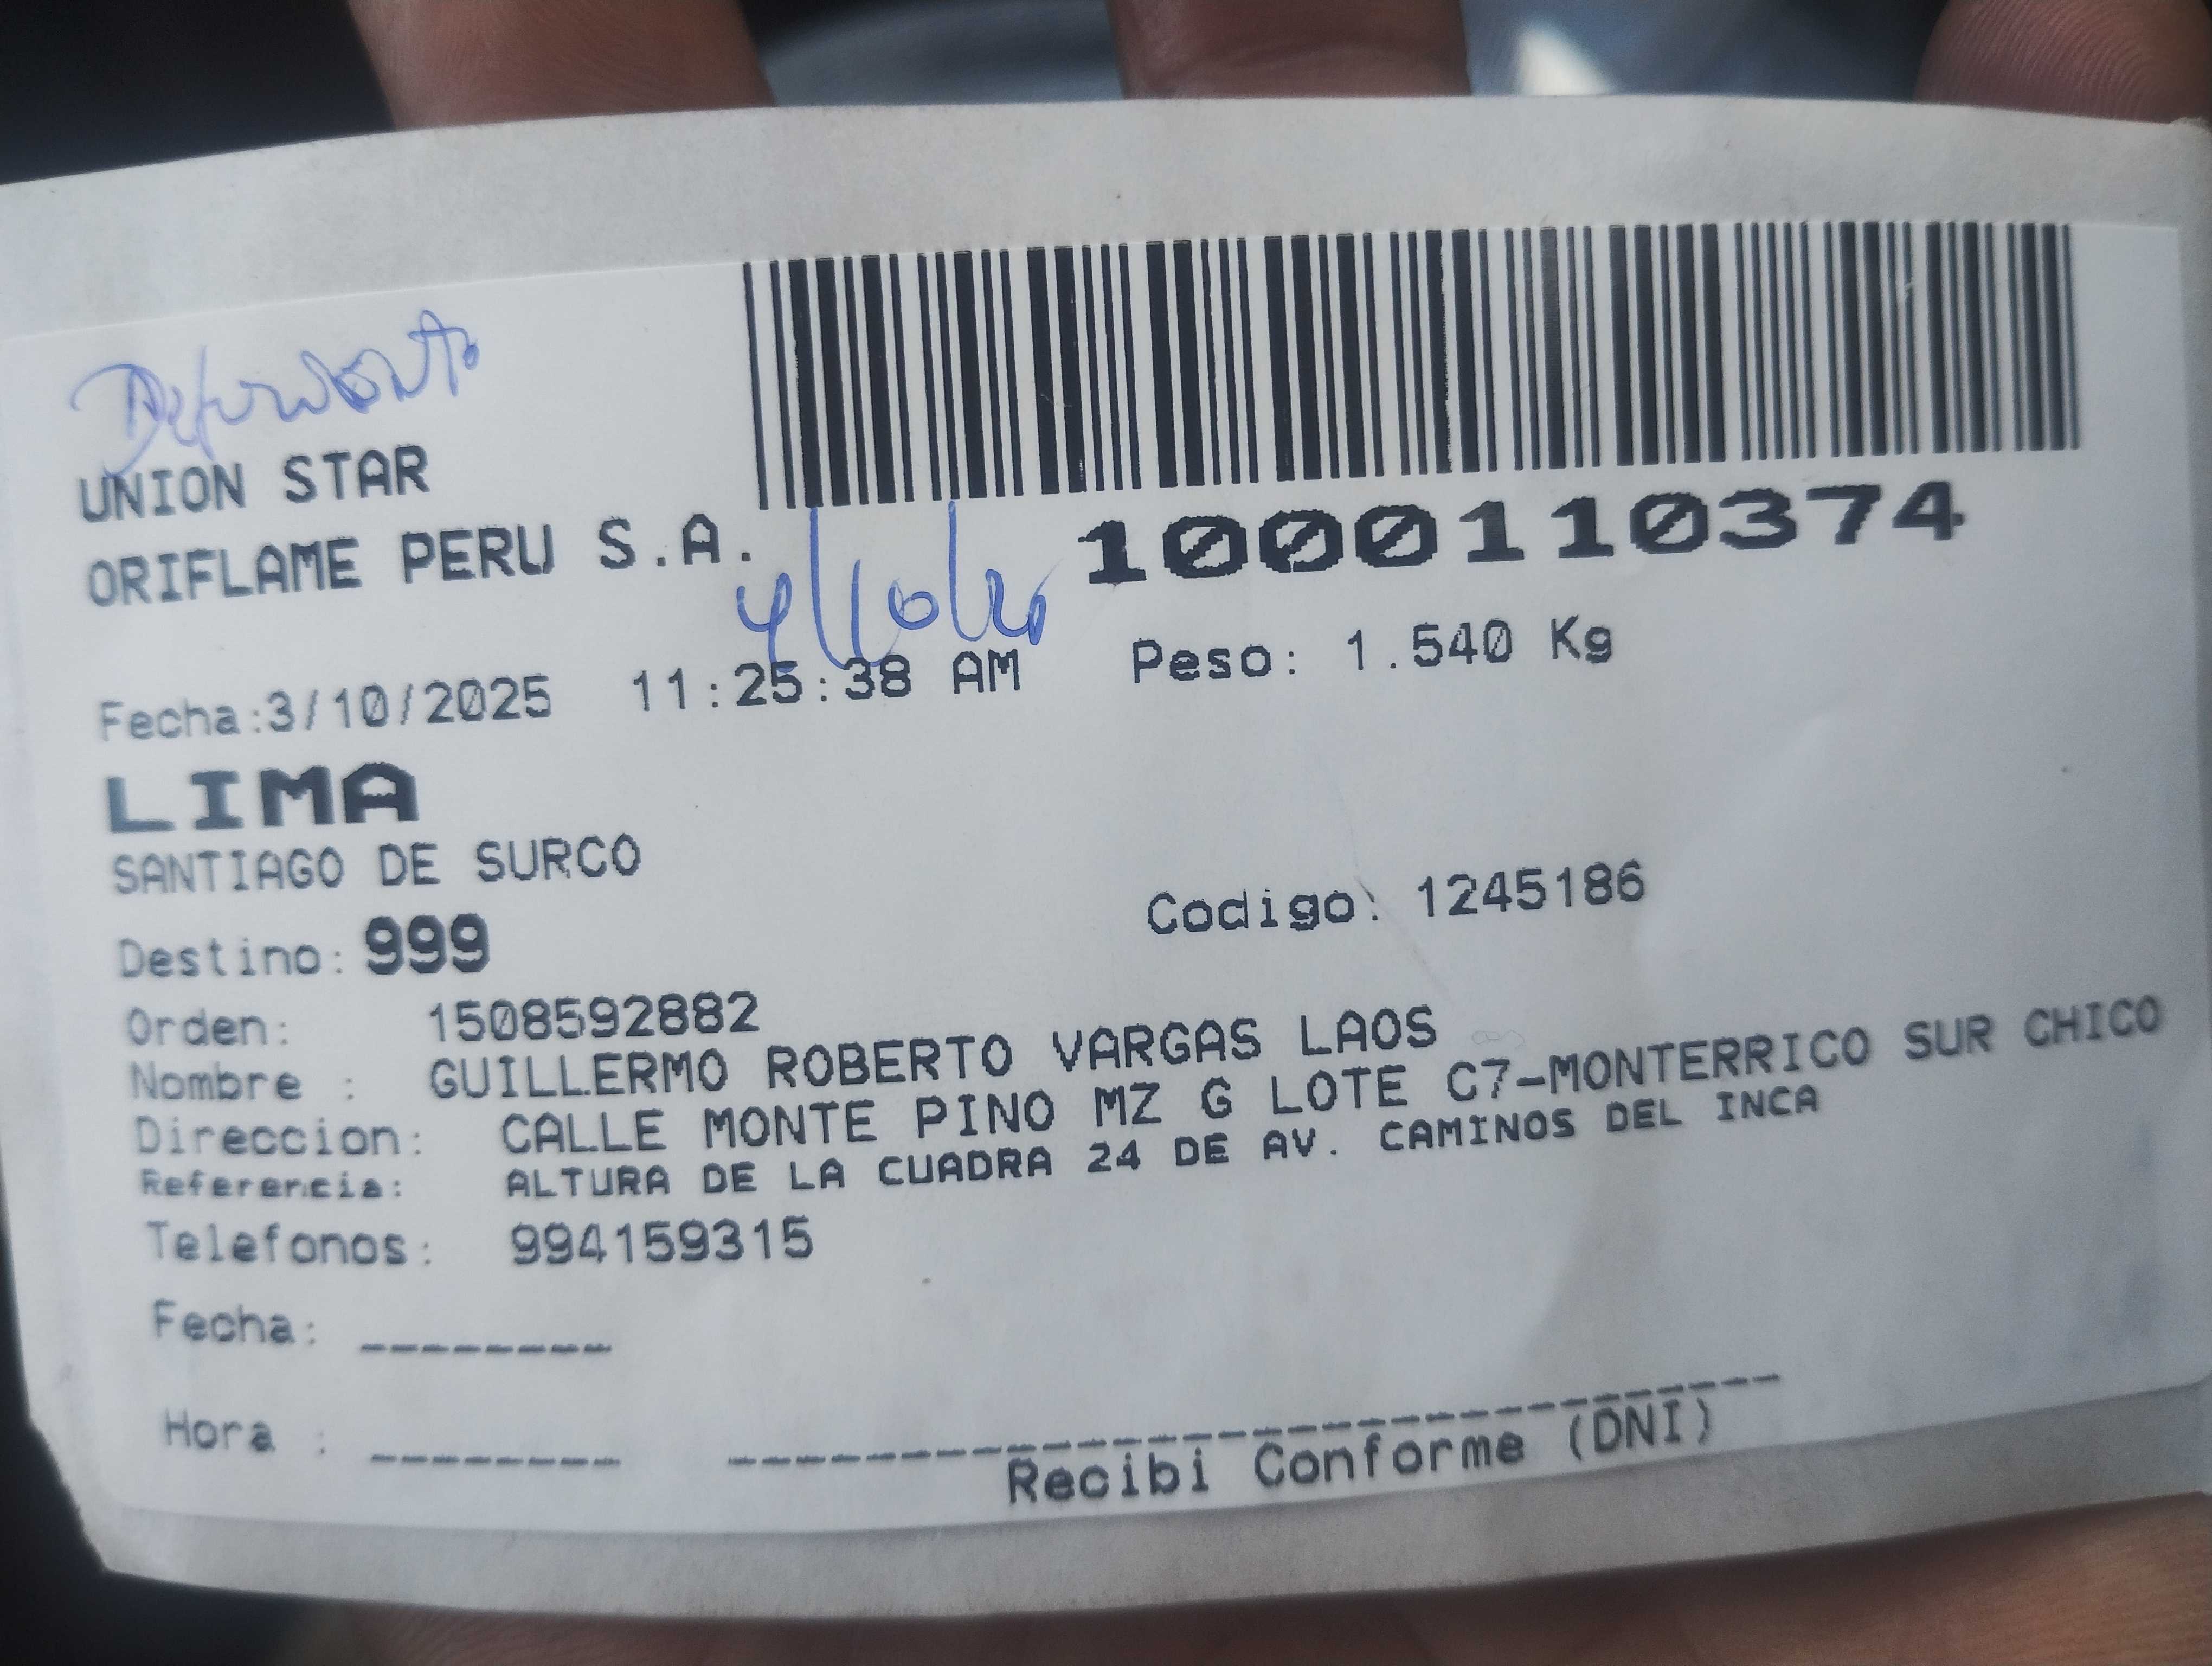 UNION STAR
ORIFLAME PERU S.A.
1000110374
Fecha:3/10/2025 11:25:38 AM Peso: 1.540 Kg
LIMA
SANTIAGO DE SURCO
Destino: 999 Codigo: 1245186
Orden: 1508592882
Nombre : GUILLERMO ROBERTO VARGAS LAOS
Direccion: CALLE MONTE PINO MZ G LOTE C7-MONTERRICO SUR CHICO
Referencia: ALTURA DE LA CUADRA 24 DE AV. CAMINOS DEL INCA
Telefonos: 994159315
Fecha: ________
Hora : ________
Recibi Conforme (DNI)